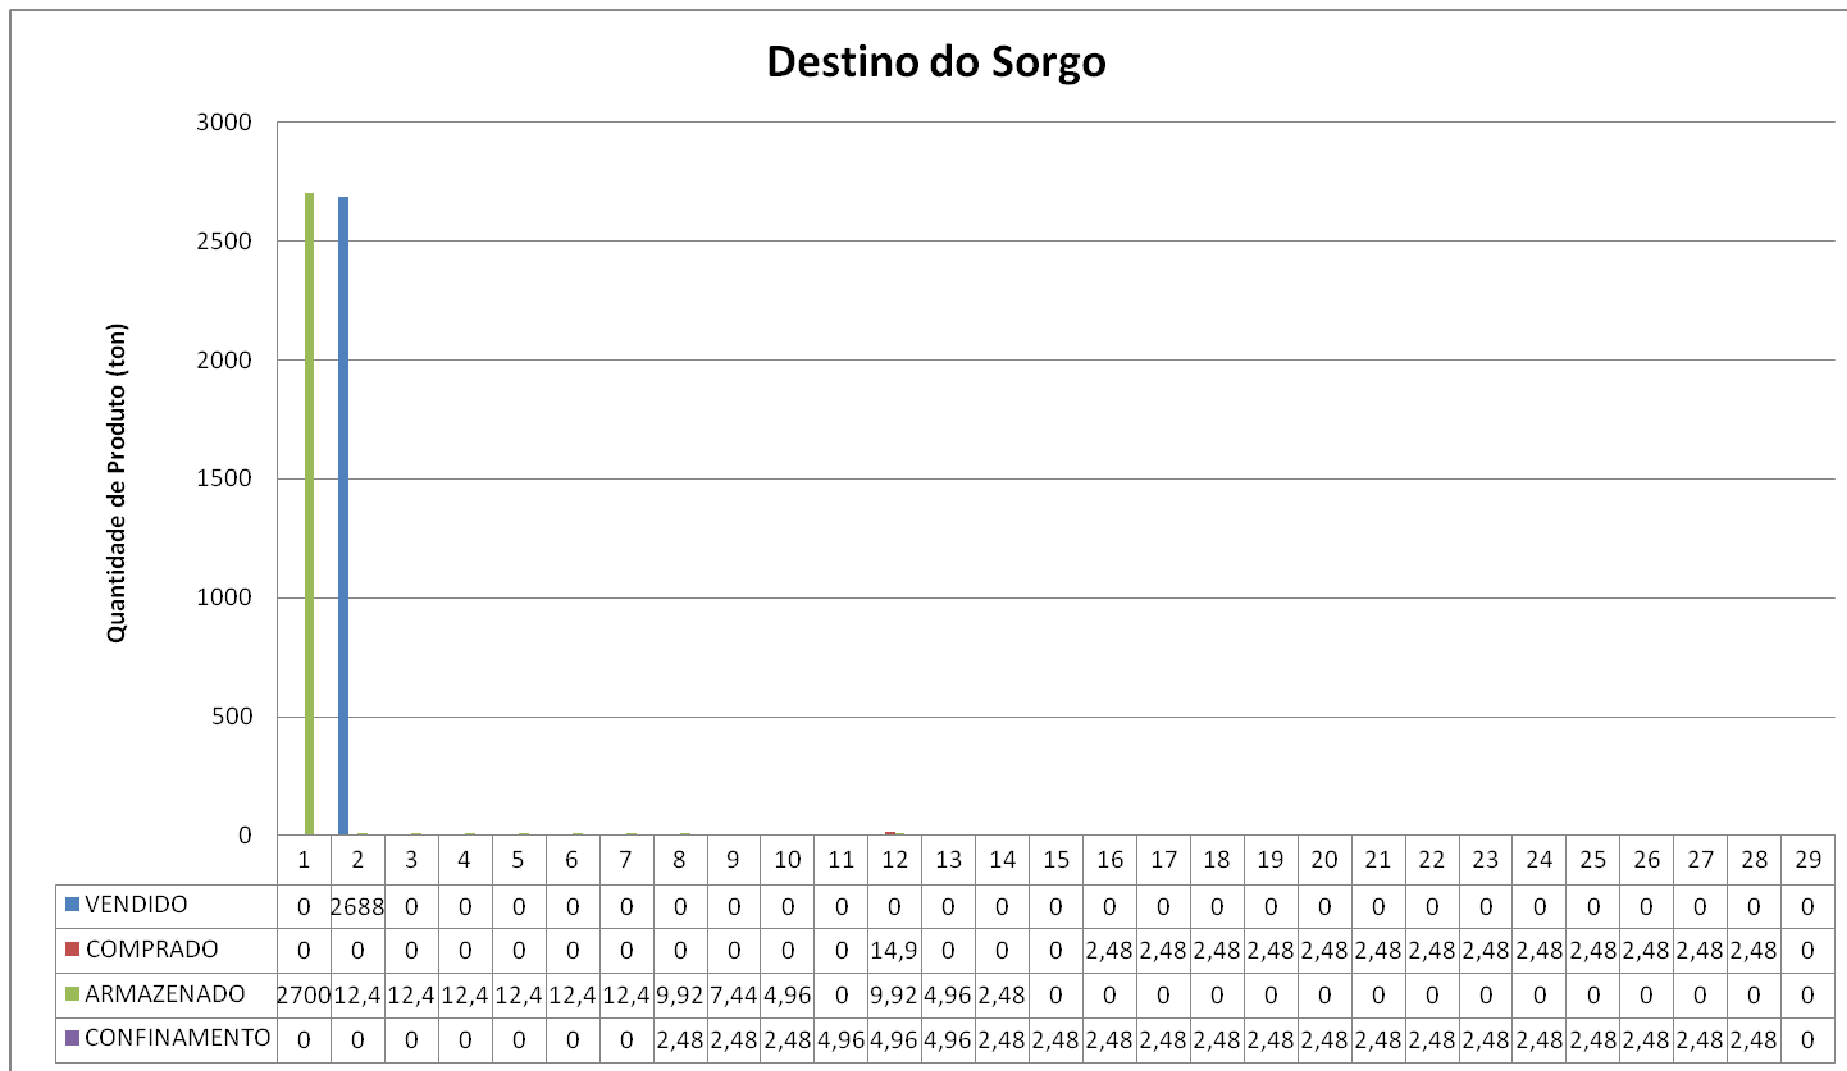 Destino do Sorgo
Quantidade de Produto (ton)
3000
2500
2000
1500
1000
500
0
1 2 3 4 5 6 7 8 9 10 11 12 13 14 15 16 17 18 19 20 21 22 23 24 25 26 27 28 29
VENDIDO 0 2688 0 0 0 0 0 0 0 0 0 0 0 0 0 0 0 0 0 0 0 0 0 0 0 0 0 0 0
COMPRADO 0 0 0 0 0 0 0 0 0 0 0 14,9 0 0 0 2,48 2,48 2,48 2,48 2,48 2,48 2,48 2,48 2,48 2,48 2,48 2,48 2,48 0
ARMAZENADO 2700 12,4 12,4 12,4 12,4 12,4 12,4 9,92 7,44 4,96 0 9,92 4,96 2,48 0 0 0 0 0 0 0 0 0 0 0 0 0 0 0
CONFINAMENTO 0 0 0 0 0 0 0 2,48 2,48 2,48 4,96 4,96 4,96 2,48 2,48 2,48 2,48 2,48 2,48 2,48 2,48 2,48 2,48 2,48 2,48 2,48 2,48 2,48 0